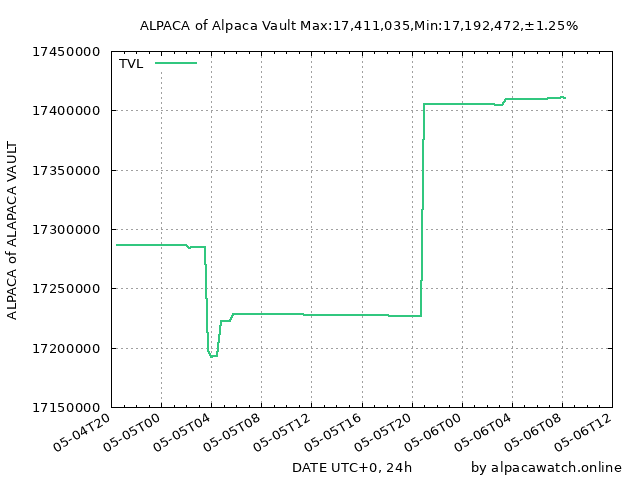 ALPACA of Alpaca Vault Max:17,411,035,Min:17,192,472,±1.25%
TVL
17450000
17400000
17350000
17300000
17250000
17200000
17150000
ALPACA of ALAPACA VAULT
05-04T20
05-05T00
05-05T04
05-05T08
05-05T12
05-05T16
05-05T20
05-06T00
05-06T04
05-06T08
05-06T12
DATE UTC+0, 24h
by alpacawatch.online